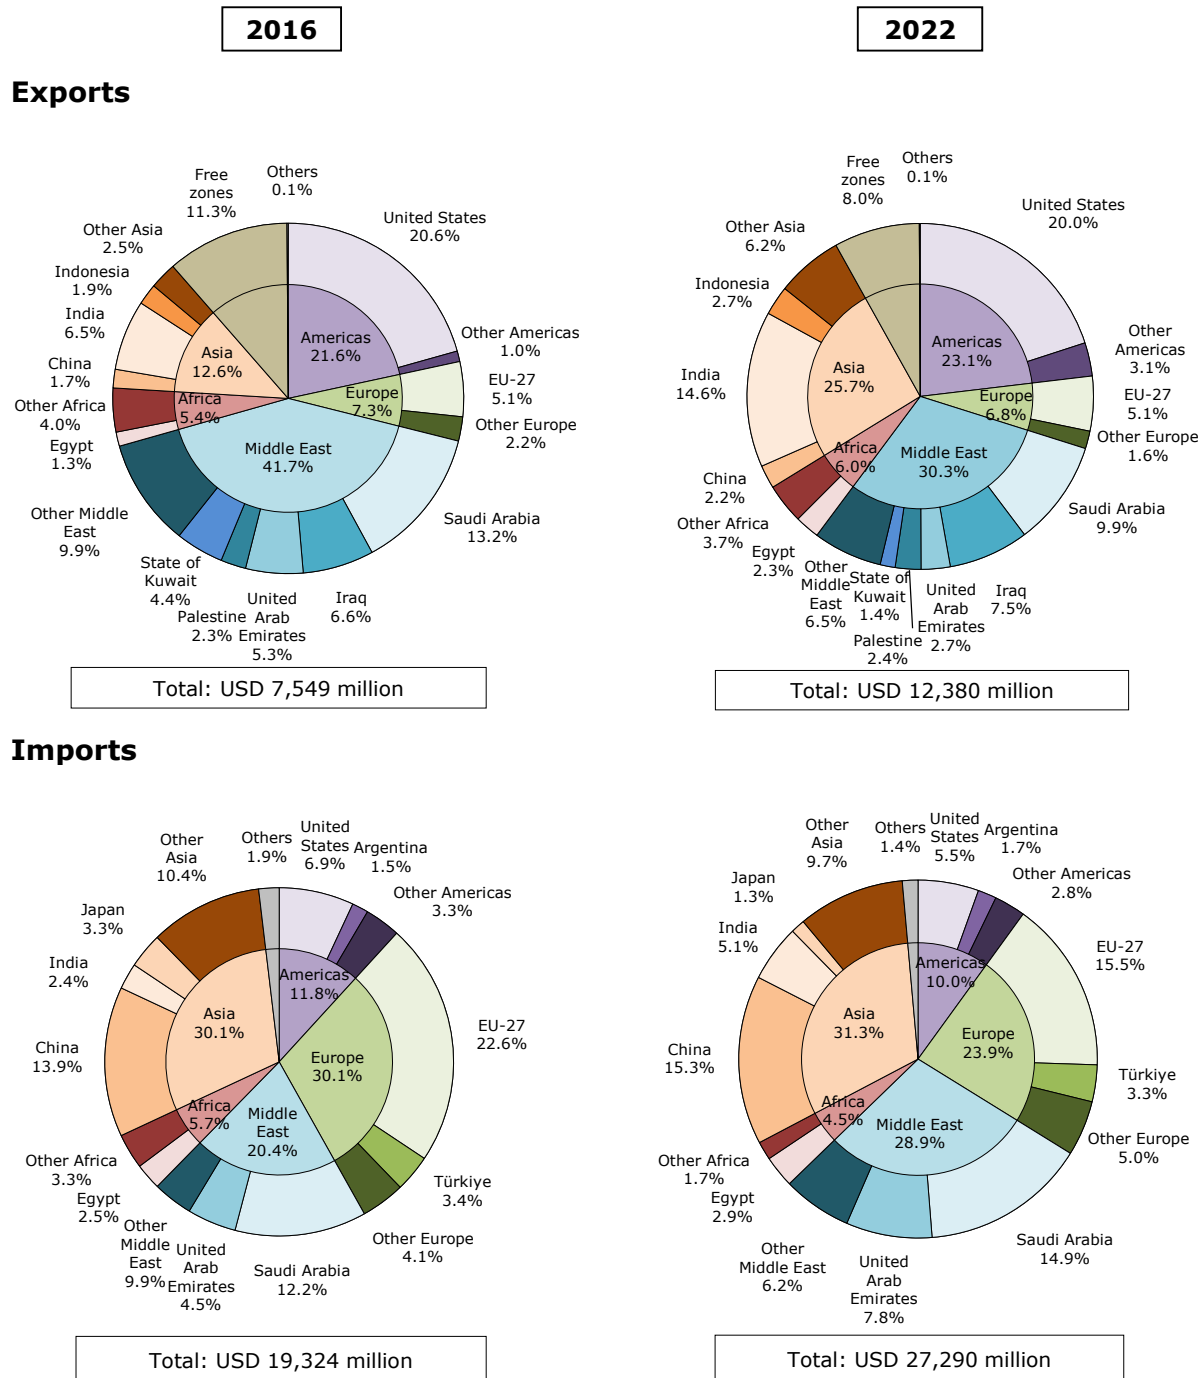 2016
2022
Exports
Free
zones
11.3%
Others
0.1%
United States
20.6%
Other Americas
1.0%
EU-27
5.1%
Other Europe
2.2%
Saudi Arabia
13.2%
Iraq
6.6%
United
Arab
Emirates
5.3%
Palestine
2.3%
State of
Kuwait
4.4%
Other Middle
East
9.9%
Egypt
1.3%
Other Africa
4.0%
China
1.7%
India
6.5%
Indonesia
1.9%
Other Asia
2.5%
Americas
21.6%
Europe
7.3%
Middle East
41.7%
Africa
5.4%
Asia
12.6%
Total: USD 7,549 million
Free
zones
8.0%
Others
0.1%
United States
20.0%
Other
Americas
3.1%
EU-27
5.1%
Other Europe
1.6%
Saudi Arabia
9.9%
Iraq
7.5%
United
Arab
Emirates
2.7%
Palestine
2.4%
State of
Kuwait
1.4%
Other
Middle
East
6.5%
Egypt
2.3%
Other Africa
3.7%
China
2.2%
India
14.6%
Indonesia
2.7%
Other Asia
6.2%
Americas
23.1%
Europe
6.8%
Middle East
30.3%
Africa
6.0%
Asia
25.7%
Total: USD 12,380 million
Imports
Others
1.9%
United
States
6.9%
Argentina
1.5%
Other Americas
3.3%
EU-27
22.6%
Türkiye
3.4%
Other Europe
4.1%
Saudi Arabia
12.2%
United
Arab
Emirates
4.5%
Other
Middle
East
9.9%
Egypt
2.5%
Other Africa
3.3%
China
13.9%
India
2.4%
Japan
3.3%
Other
Asia
10.4%
Americas
11.8%
Europe
30.1%
Middle
East
20.4%
Africa
5.7%
Asia
30.1%
Total: USD 19,324 million
Others
1.4%
United
States
5.5%
Argentina
1.7%
Other Americas
2.8%
EU-27
15.5%
Türkiye
3.3%
Other Europe
5.0%
Saudi Arabia
14.9%
United
Arab
Emirates
7.8%
Other
Middle East
6.2%
Egypt
2.9%
Other Africa
1.7%
China
15.3%
India
5.1%
Japan
1.3%
Other
Asia
9.7%
Americas
10.0%
Europe
23.9%
Middle East
28.9%
Africa
4.5%
Asia
31.3%
Total: USD 27,290 million